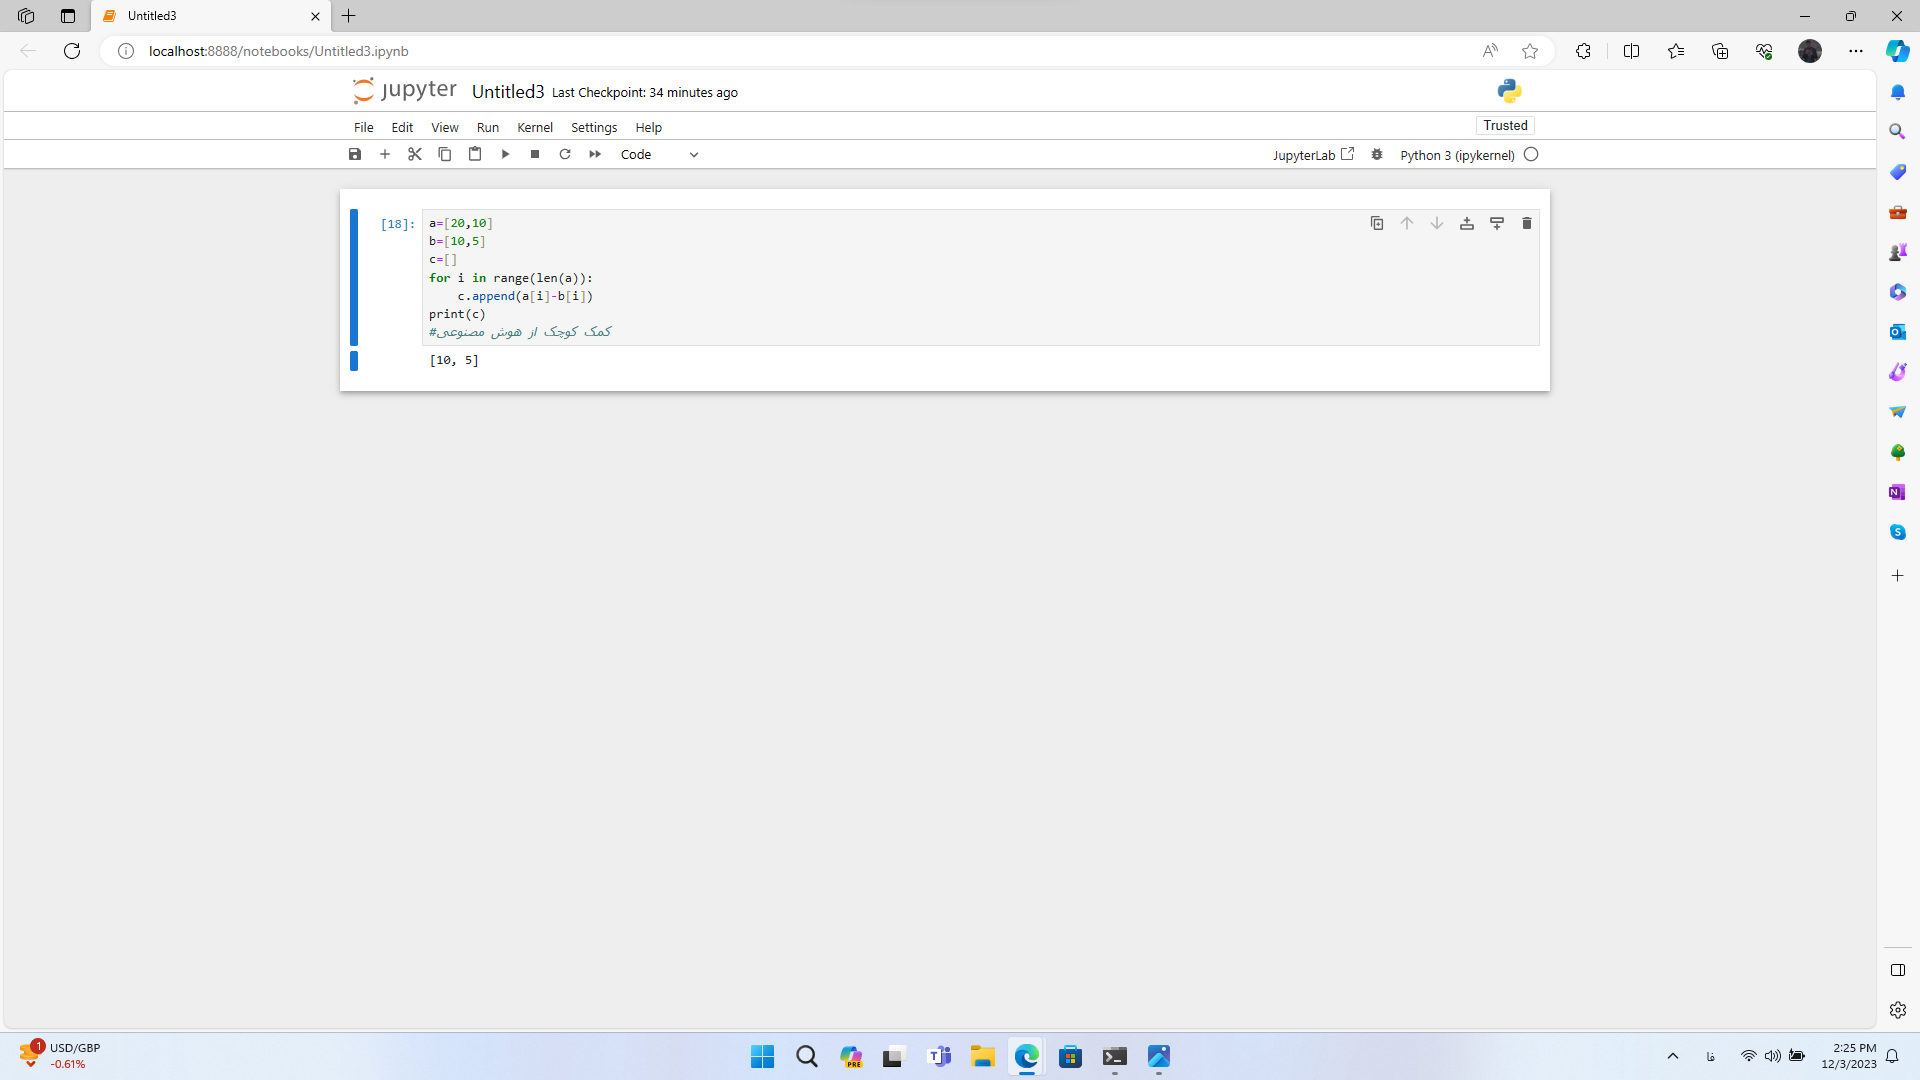 Untitled3
localhost:8888/notebooks/Untitled3.ipynb
jupyter Untitled3 Last Checkpoint: 34 minutes ago
File Edit View Run Kernel Settings Help Trusted
Code JupyterLab Python 3 (ipykernel)
[18]: a=[20,10]
b=[10,5]
c=[]
for i in range(len(a)):
    c.append(a[i]-b[i])
print(c)
#کمک کوچک از هوش مصنوعی
[10, 5]
1 USD/GBP
-0.61%
PRE
فا
2:25 PM
12/3/2023